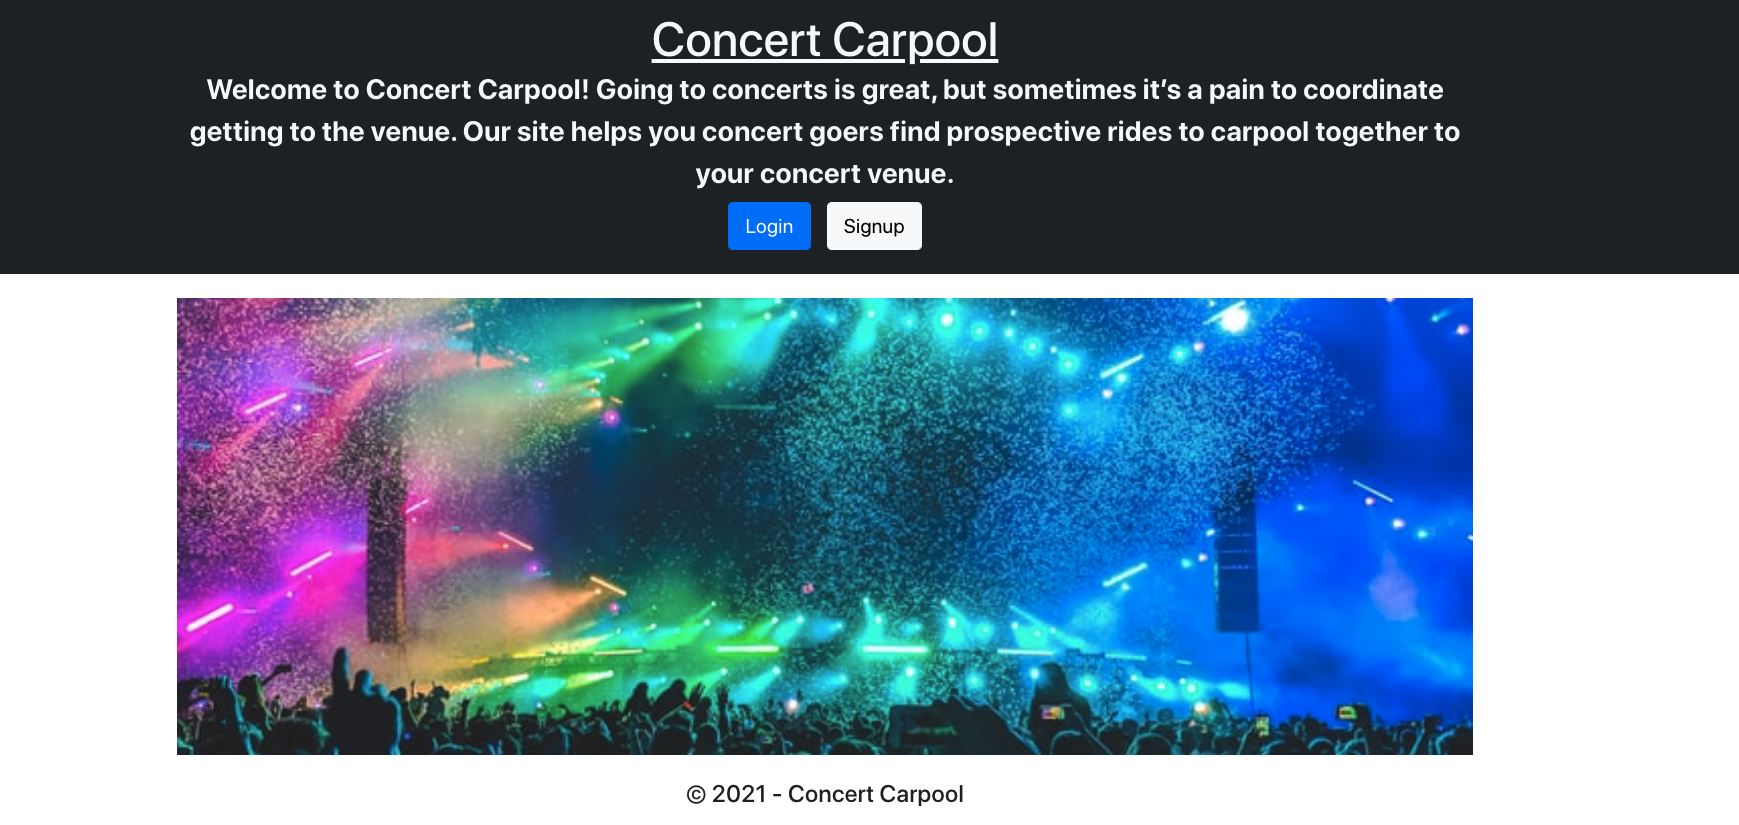 Concert Carpool
Welcome to Concert Carpool! Going to concerts is great, but sometimes it’s a pain to coordinate
getting to the venue. Our site helps you concert goers find prospective rides to carpool together to
your concert venue.
Login Signup
© 2021 - Concert Carpool